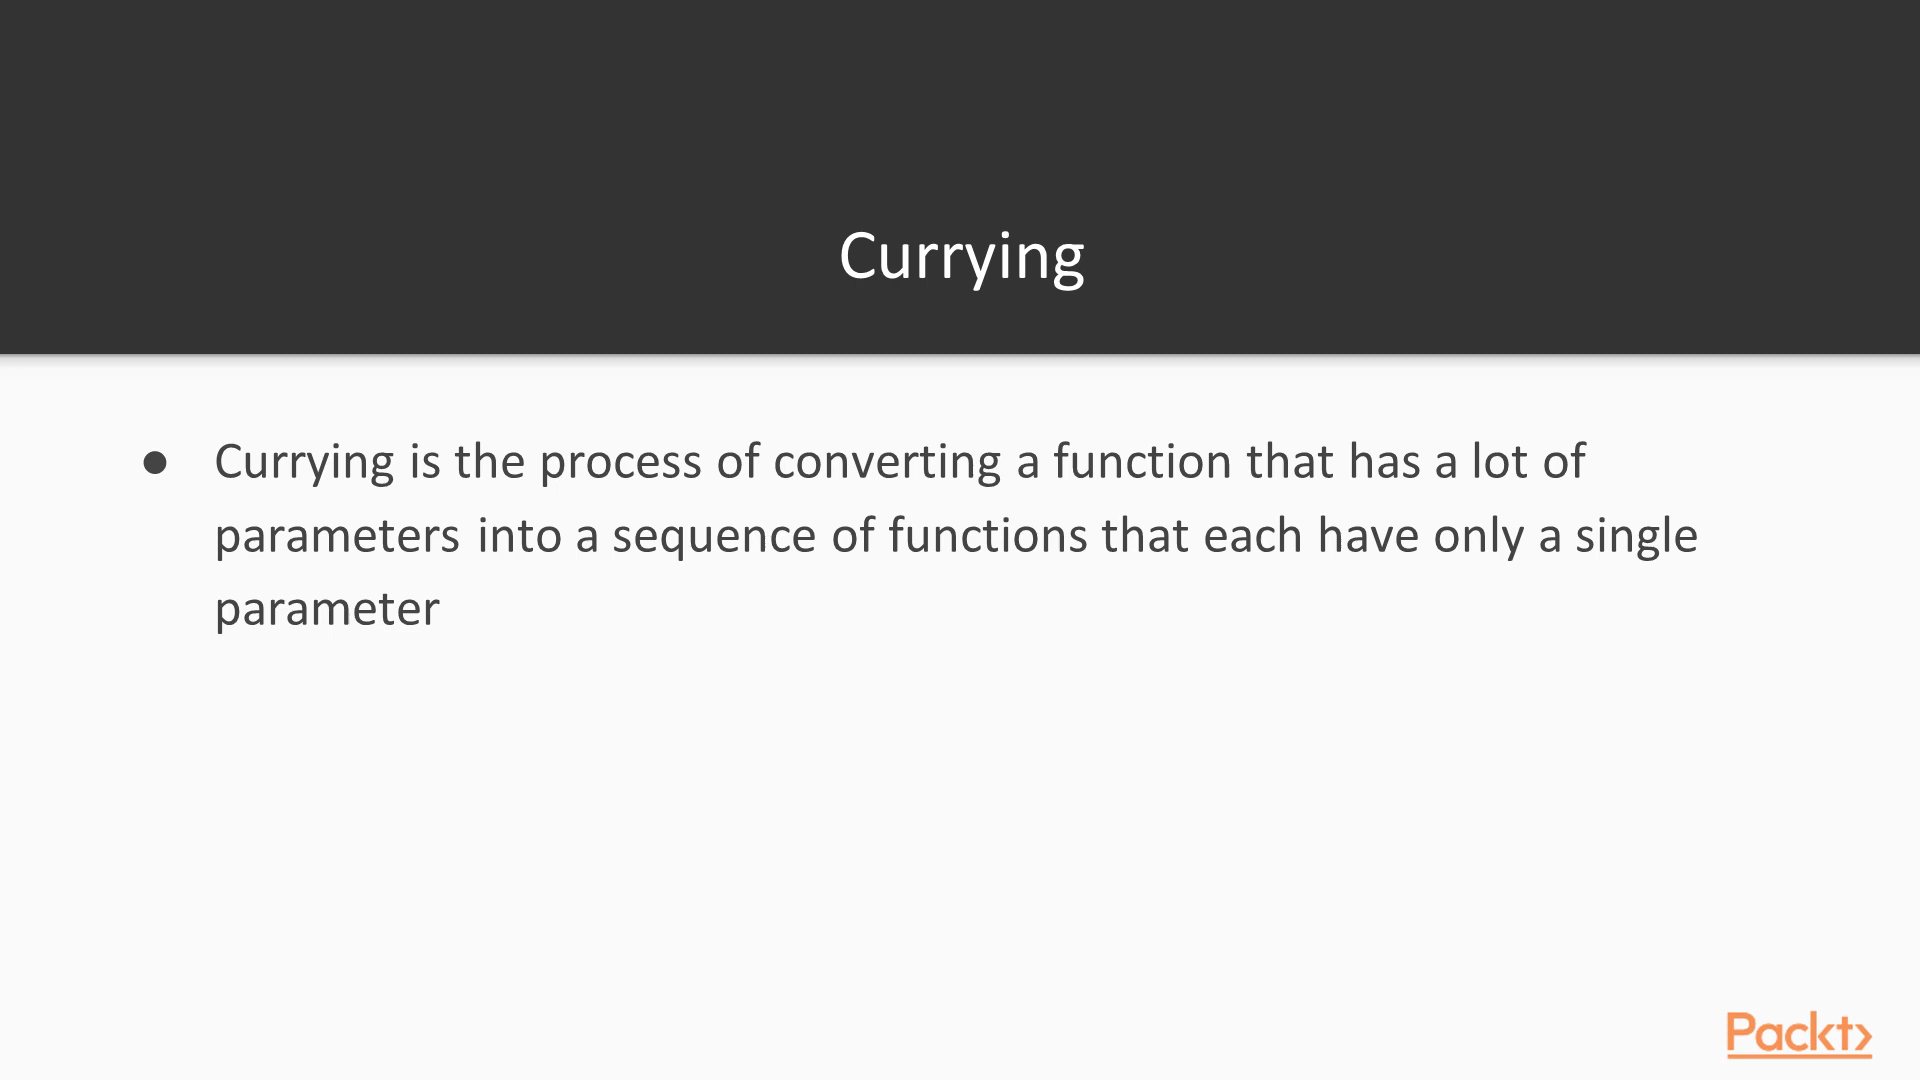 Currying
● Currying is the process of converting a function that has a lot of
parameters into a sequence of functions that each have only a single
parameter
Packt>